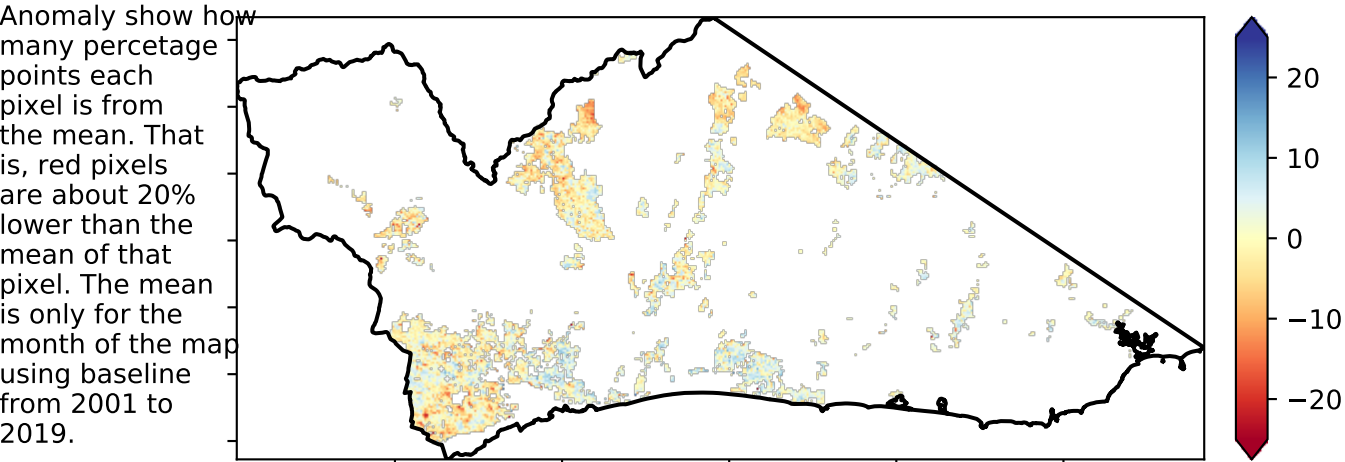 Anomaly show how
many percetage
points each
pixel is from
the mean. That
is, red pixels
are about 20%
lower than the
mean of that
pixel. The mean
is only for the
month of the map
using baseline
from 2001 to
2019.
20
10
0
−10
−20